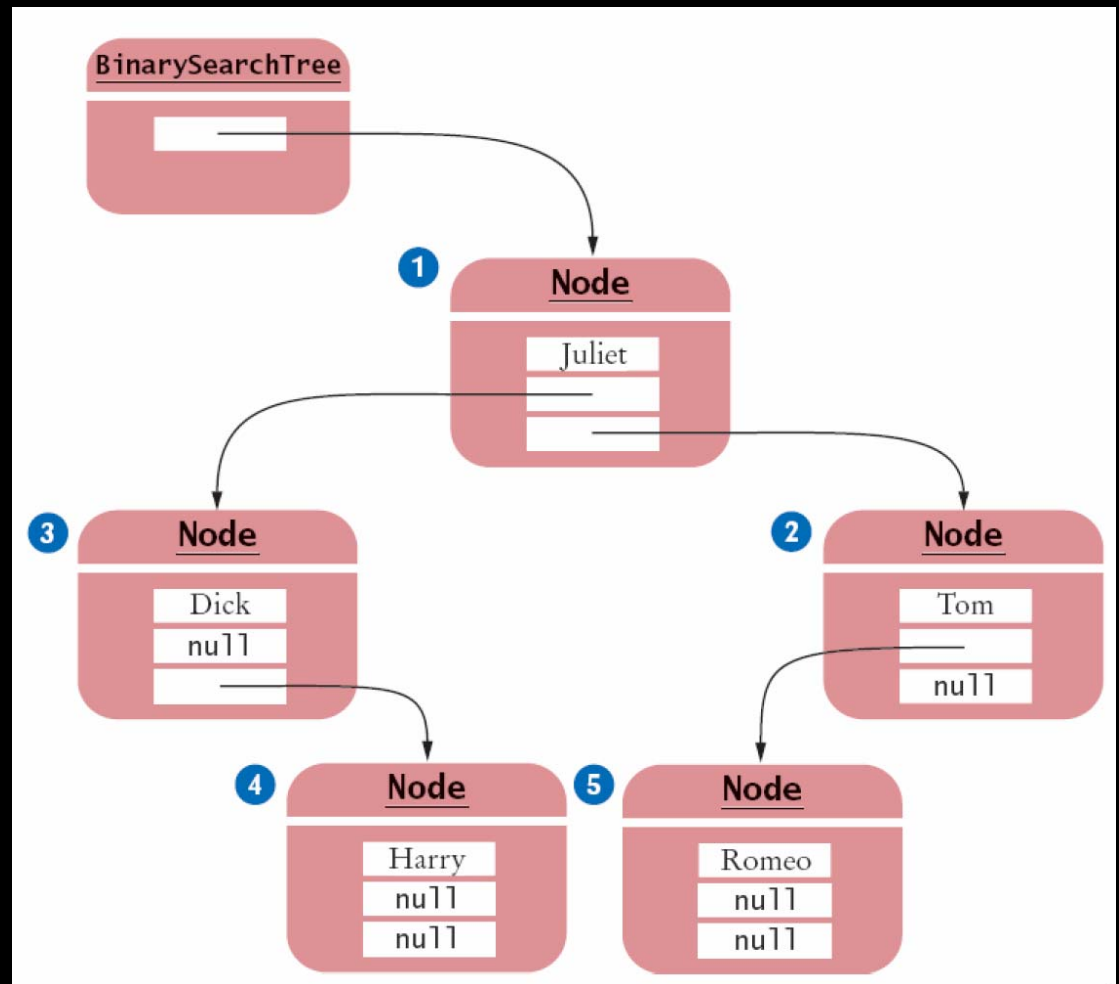 BinarySearchTree
1
Node
Juliet
3
Node
Dick
null
2
Node
Tom
null
4
Node
Harry
null
null
5
Node
Romeo
null
null